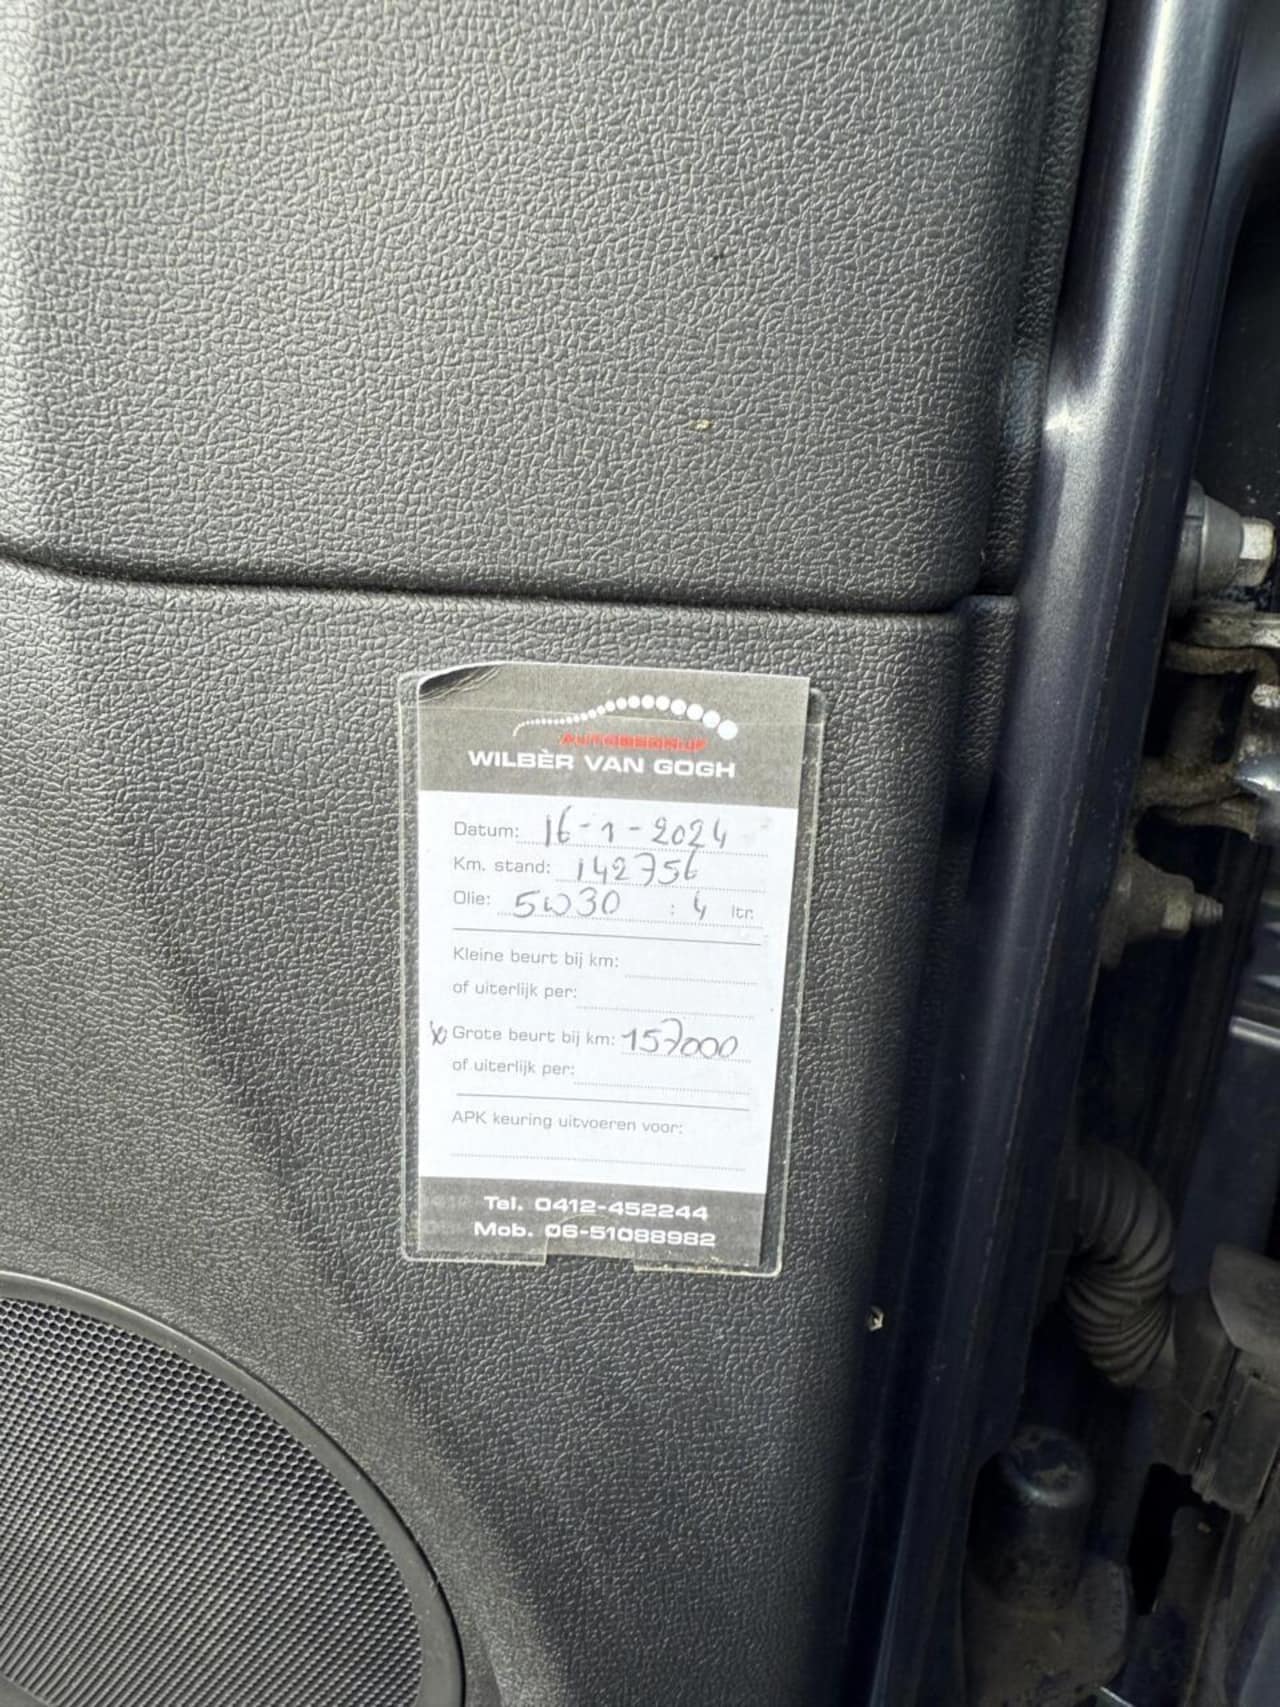 AUTOBEDRIJF
WILBÈR VAN GOGH
Datum: 16-1-2024
Km. stand: 142756
Olie: 5W30 : 4 ltr.
Kleine beurt bij km:
of uiterlijk per:
x Grote beurt bij km: 157000
of uiterlijk per:
APK keuring uitvoeren voor:
Tel. 0412-452244
Mob. 06-51088982